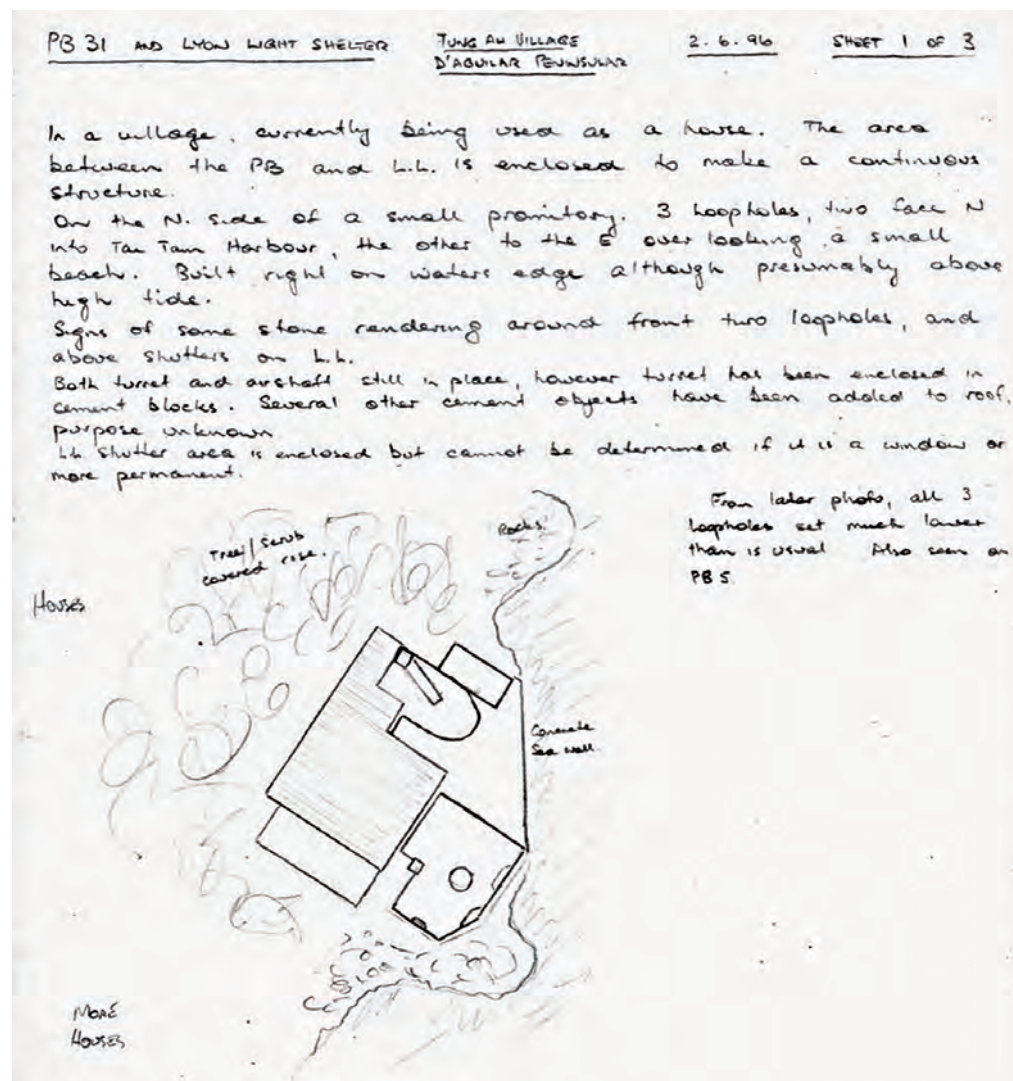 PB 31 AND LYON LIGHT SHELTER
TUNG AH VILLAGE
D'AGUILAR PENINSULAR
2.6.96
SHEET 1 OF 3
In a village, currently being used as a house. The area
between the PB and L.L. is enclosed to make a continuous
structure.
On the N. side of a small promitory. 3 loopholes, two face N
into Tai Tam Harbour, the other to the E over looking a small
beach. Built right on waters edge although presumably above
high tide.
Signs of some stone rendering around front two loopholes, and
above shutters on L.L.
Both turret and airshaft still in place, however turret has been enclosed in
cement blocks. Several other cement objects have been added to roof,
purpose unknown
L.L. shutter area is enclosed but cannot be determined if it is a window or
more permanent.
From later photo, all 3
loopholes set much lower
than is usual Also seen on
PB 5
Rocks
Tree/Scrub
covered rise.
HOUSES
Concrete
Sea wall.
MORE
HOUSES